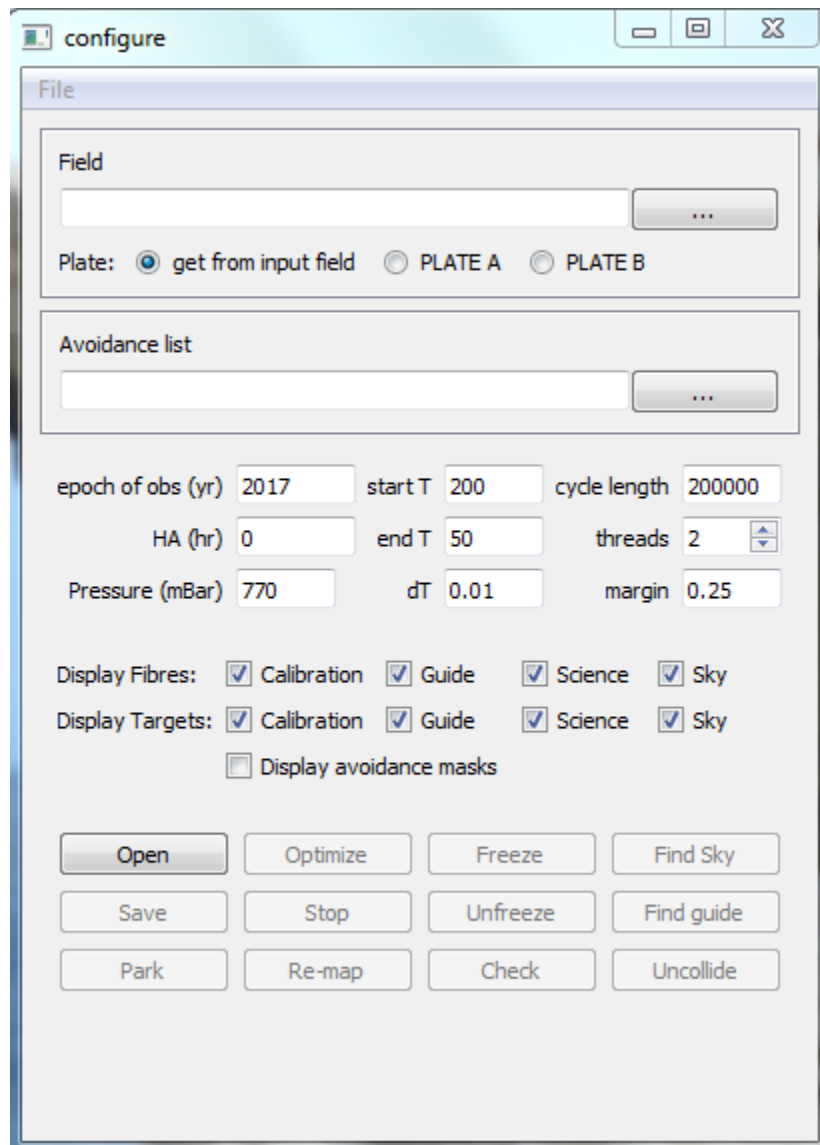 configure
File
Field
...
Plate: get from input field PLATE A PLATE B
Avoidance list
...
epoch of obs (yr) 2017 start T 200 cycle length 200000
HA (hr) 0 end T 50 threads 2
Pressure (mBar) 770 dT 0.01 margin 0.25
Display Fibres: Calibration Guide Science Sky
Display Targets: Calibration Guide Science Sky
Display avoidance masks
Open Optimize Freeze Find Sky
Save Stop Unfreeze Find guide
Park Re-map Check Uncollide